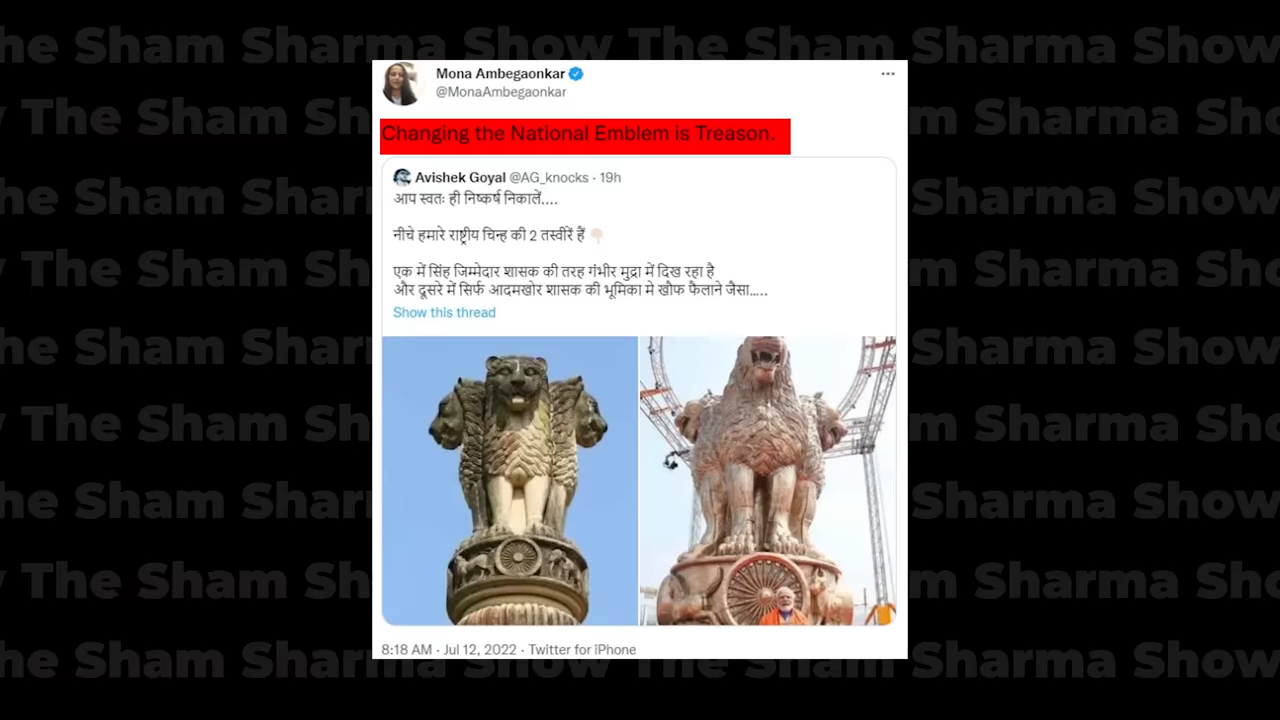 The Sham Sharma Show The Sham Sharma Show
Mona Ambegaonkar
@MonaAmbegaonkar
Changing the National Emblem is Treason.
Avishek Goyal @AG_knocks · 19h
आप स्वतः ही निष्कर्ष निकालें....
नीचे हमारे राष्ट्रीय चिन्ह की 2 तस्वीरें हैं 👇🏻
एक में सिंह जिम्मेदार शासक की तरह गंभीर मुद्रा में दिख रहा है
और दूसरे में सिर्फ आदमखोर शासक की भूमिका मे खौफ फैलाने जैसा.....
Show this thread
8:18 AM · Jul 12, 2022 · Twitter for iPhone